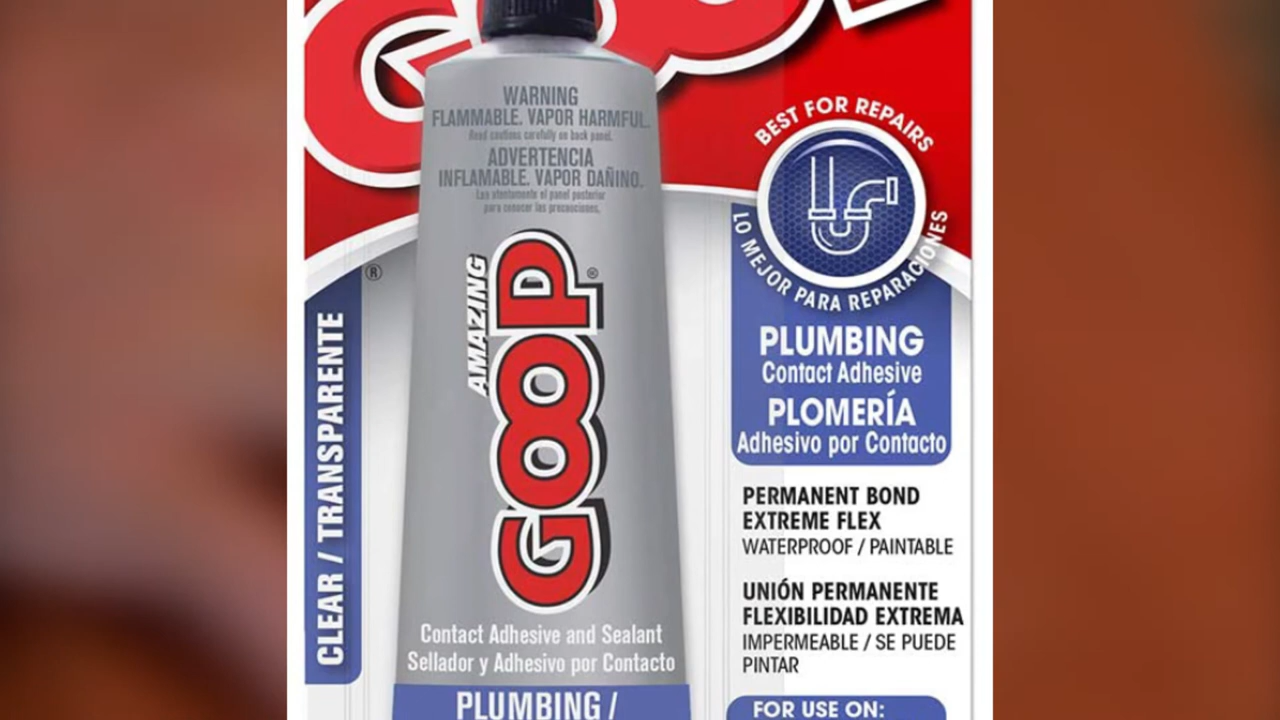 GOOP
WARNING
FLAMMABLE. VAPOR HARMFUL.
Read cautions carefully on back panel.
ADVERTENCIA
INFLAMABLE. VAPOR DAÑINO.
Lea atentamente el panel posterior
para conocer las precauciones.
AMAZING
GOOP®
Contact Adhesive and Sealant
Sellador y Adhesivo por Contacto
PLUMBING /
®
CLEAR / TRANSPARENTE
BEST FOR REPAIRS
LO MEJOR PARA REPARACIONES
PLUMBING
Contact Adhesive
PLOMERÍA
Adhesivo por Contacto
PERMANENT BOND
EXTREME FLEX
WATERPROOF / PAINTABLE
UNIÓN PERMANENTE
FLEXIBILIDAD EXTREMA
IMPERMEABLE / SE PUEDE
PINTAR
FOR USE ON: